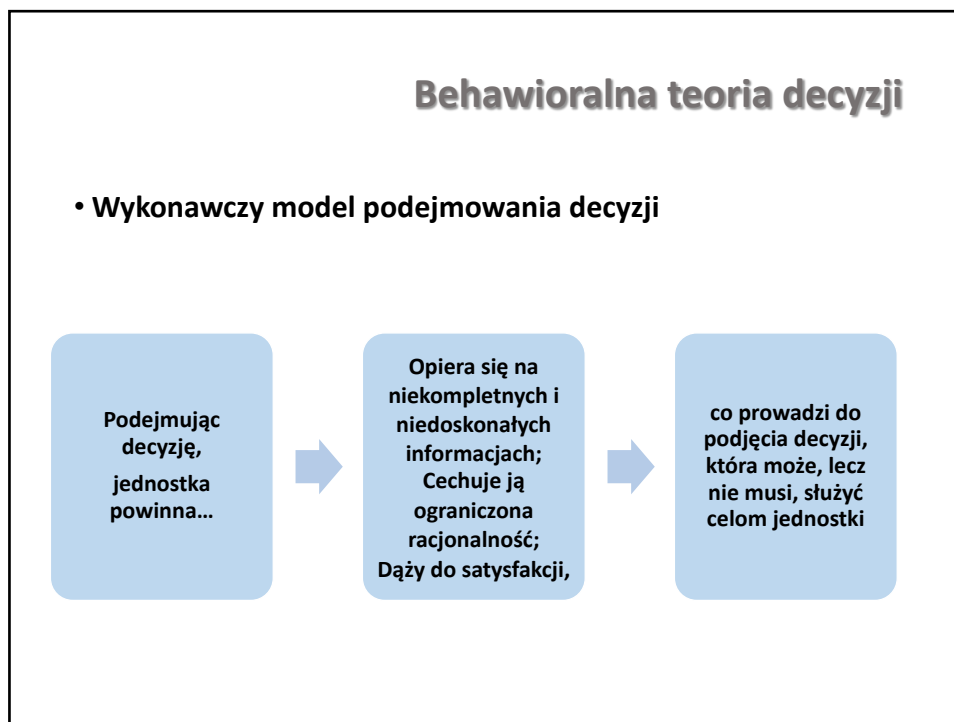 Behawioralna teoria decyzji
• Wykonawczy model podejmowania decyzji
Podejmując
decyzję,
jednostka
powinna…
Opiera się na
niekompletnych i
niedoskonałych
informacjach;
Cechuje ją
ograniczona
racjonalność;
Dąży do satysfakcji,
co prowadzi do
podjęcia decyzji,
która może, lecz
nie musi, służyć
celom jednostki